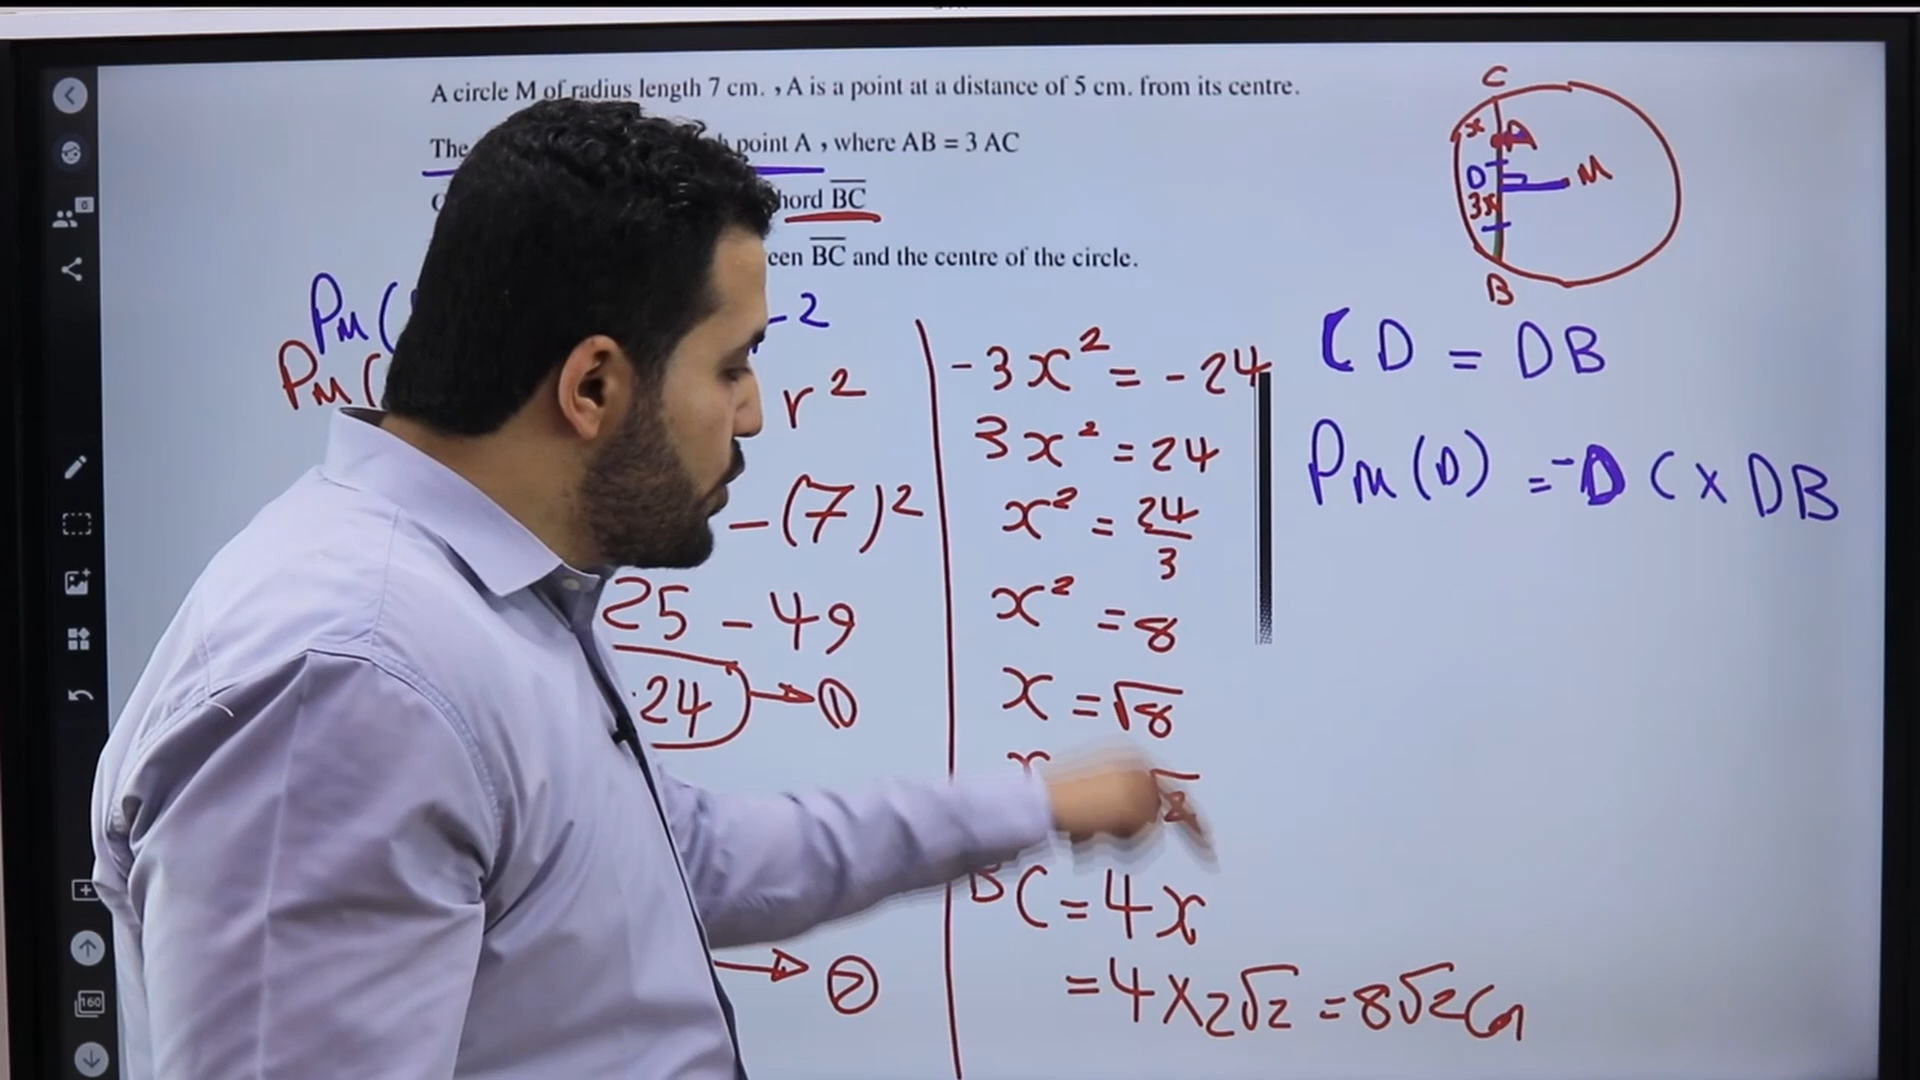 A circle M of radius length 7 cm. , A is a point at a distance of 5 cm. from its centre.
The point A , where AB = 3 AC
BC
BC and the centre of the circle.
C
x A
D M
3x
B
PM (
-2
PM (
r²
-(7)²
25 - 49
24 → ①
→ ②
-3x² = -24
3x² = 24
x² = 24/3
x² = 8
x = √8
BC = 4x
= 4 × 2√2 = 8√2 Cm
CD = DB
PM (D) = -DC × DB
0
160